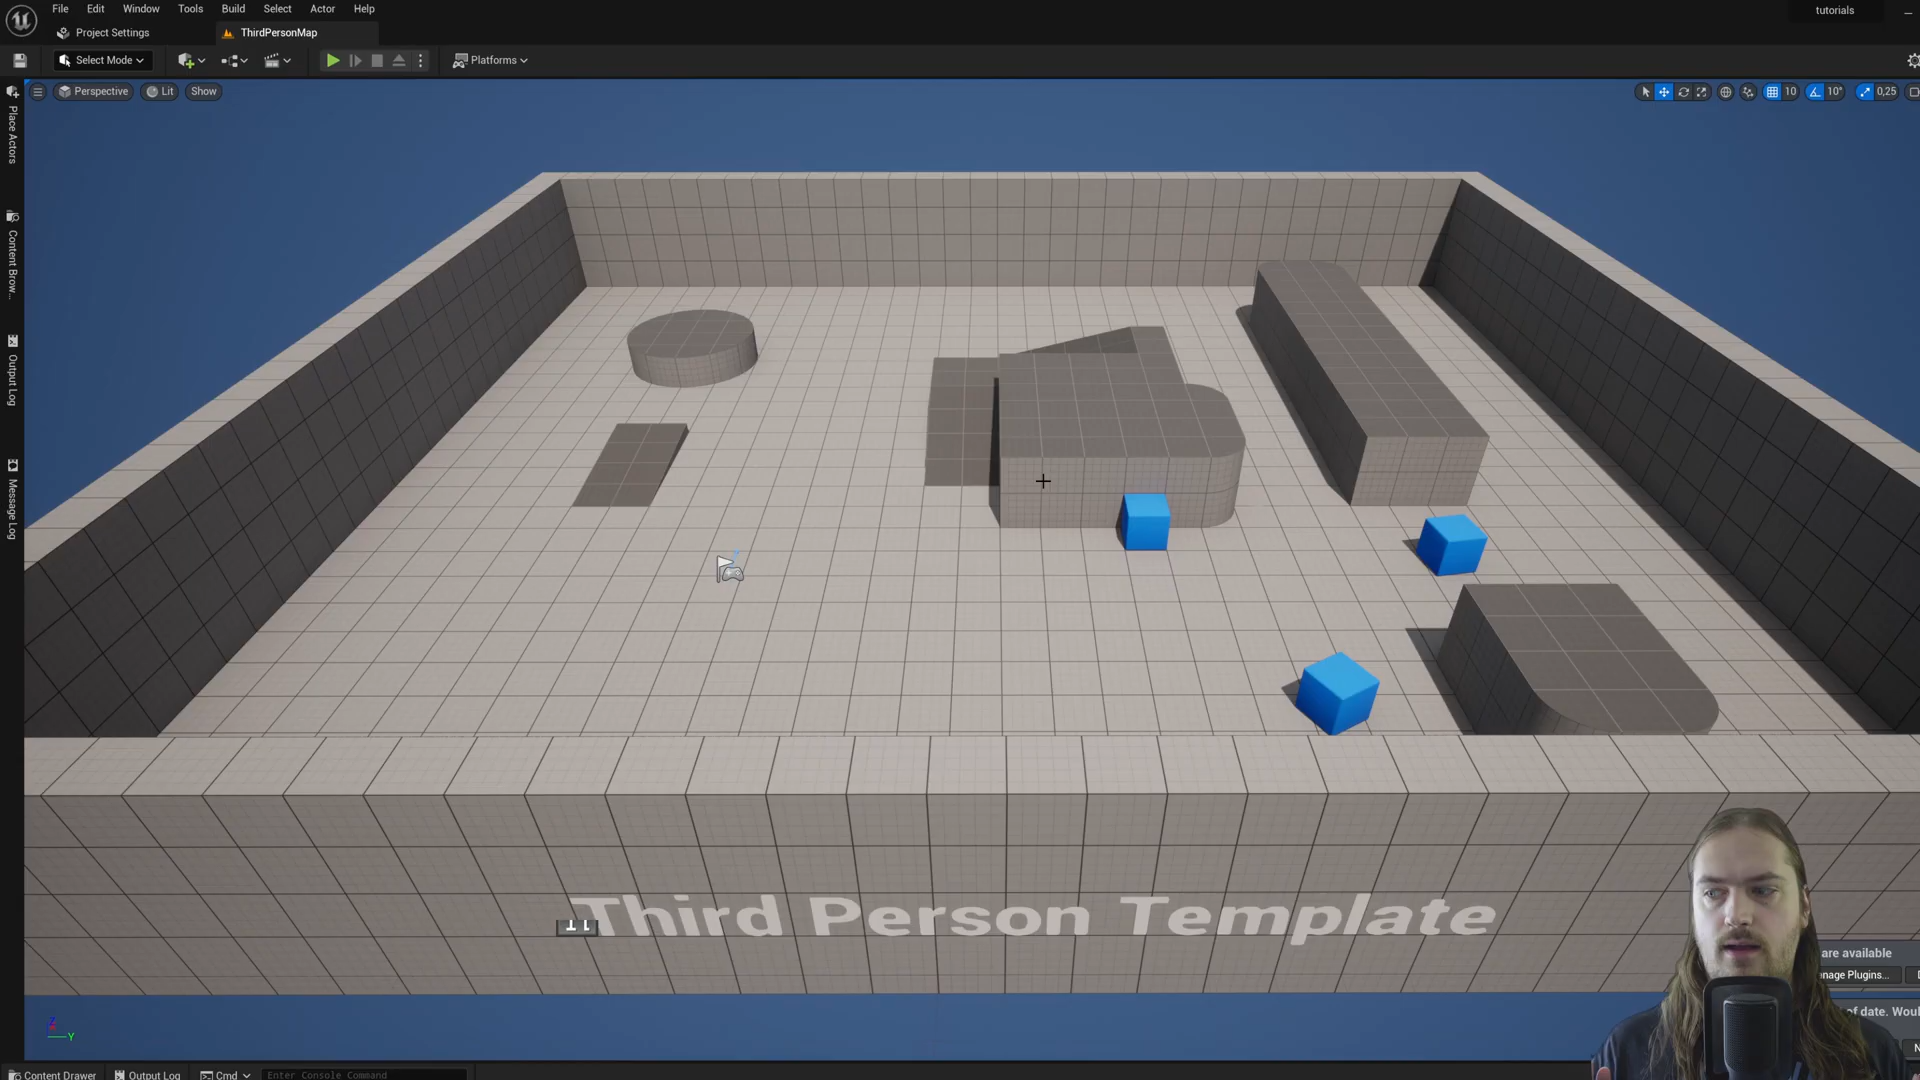 File Edit Window Tools Build Select Actor Help
tutorials
Project Settings
ThirdPersonMap
Select Mode
Platforms
Perspective
Lit
Show
10
10°
0,25
Place Actors
Content Brow...
Output Log
Message Log
Third Person Template
are available
anage Plugins...
of date. Woul
Z
Y
Content Drawer
Output Log
Cmd
Enter Console Command